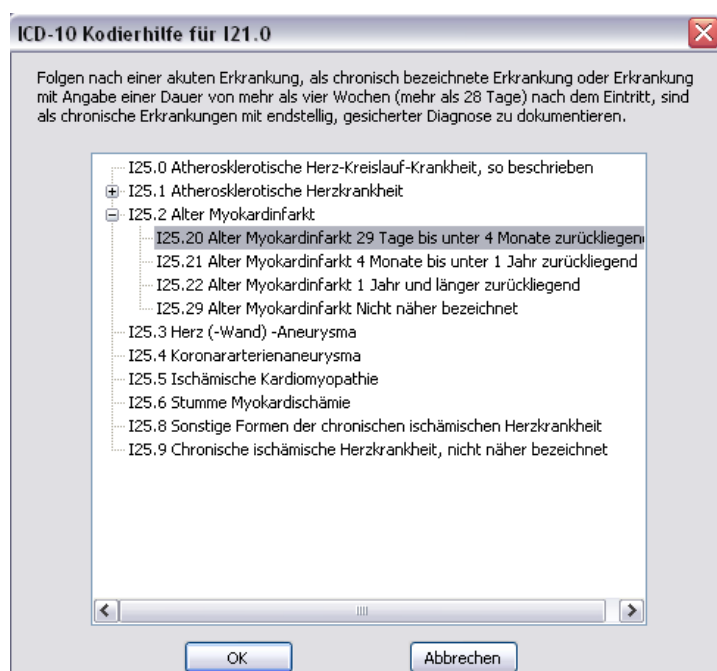 ICD-10 Kodierhilfe für I21.0
Folgen nach einer akuten Erkrankung, als chronisch bezeichnete Erkrankung oder Erkrankung
mit Angabe einer Dauer von mehr als vier Wochen (mehr als 28 Tage) nach dem Eintritt, sind
als chronische Erkrankungen mit endstellig, gesicherter Diagnose zu dokumentieren.
I25.0 Atherosklerotische Herz-Kreislauf-Krankheit, so beschrieben
I25.1 Atherosklerotische Herzkrankheit
I25.2 Alter Myokardinfarkt
I25.20 Alter Myokardinfarkt 29 Tage bis unter 4 Monate zurückliegen
I25.21 Alter Myokardinfarkt 4 Monate bis unter 1 Jahr zurückliegend
I25.22 Alter Myokardinfarkt 1 Jahr und länger zurückliegend
I25.29 Alter Myokardinfarkt Nicht näher bezeichnet
I25.3 Herz (-Wand) -Aneurysma
I25.4 Koronararterienaneurysma
I25.5 Ischämische Kardiomyopathie
I25.6 Stumme Myokardischämie
I25.8 Sonstige Formen der chronischen ischämischen Herzkrankheit
I25.9 Chronische ischämische Herzkrankheit, nicht näher bezeichnet
OK
Abbrechen